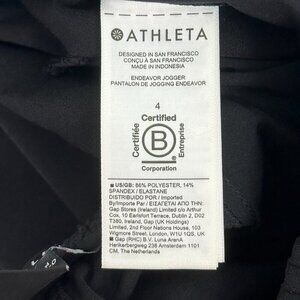 ATHLETA
DESIGNED IN SAN FRANCISCO
CONÇU À SAN FRANCISCO
MADE IN INDONESIA
ENDEAVOR JOGGER
PANTALON DE JOGGING ENDEAVOR
4
Certified
Certifiée
B
Entreprise
Corporation
US/GB: 86% POLYESTER, 14%
SPANDEX / ELASTANE
DISTRIBUTED FOR / Imported
By/Importé Par / ΕΙΣΑΓΕΤΑΙ ΑΠΟ ΤΗΝ:
Gap Stores (Ireland) Limited c/o Arthur
Cox, 10 Earlsfort Terrace, Dublin 2, D02
T380, Ireland, Gap (UK Holdings)
Limited, 2nd Floor Nations House, 103
Wigmore Street, London, W1U 1QS, UK
Gap (RHC) B.V. Luna ArenA
Herikerbergweg 238 Amsterdam 1101
CM, The Netherlands